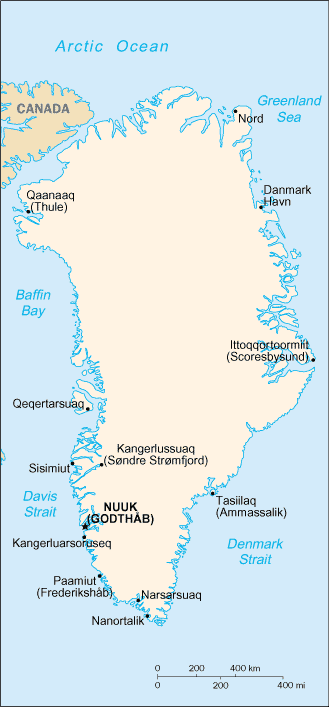 Arctic Ocean
CANADA
Greenland
Sea
Nord
Qaanaaq
(Thule)
Danmark
Havn
Baffin
Bay
Ittoqqortoormiit
(Scoresbysund)
Qeqertarsuaq
Kangerlussuaq
(Søndre Strømfjord)
Sisimiut
Davis
Strait
NUUK
(GODTHÅB)
Tasiilaq
(Ammassalik)
Kangerluarsoruseq
Denmark
Strait
Paamiut
(Frederikshåb)
Narsarsuaq
Nanortalik
0 200 400 km
0 200 400 mi